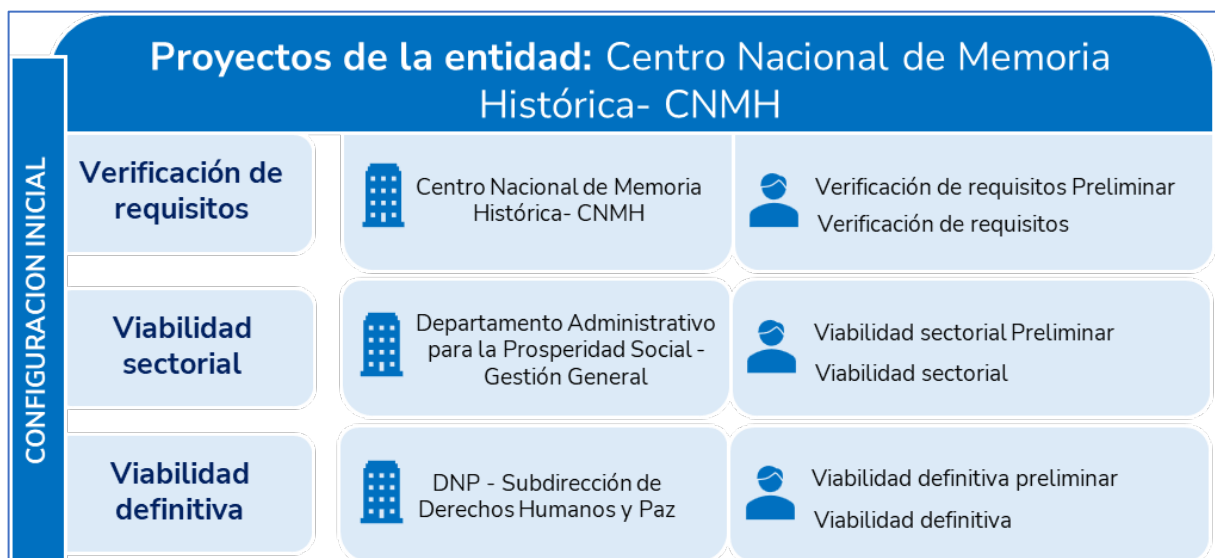 Proyectos de la entidad: Centro Nacional de Memoria
Histórica- CNMH
CONFIGURACION INICIAL
Verificación de
requisitos
Centro Nacional de Memoria
Histórica- CNMH
Verificación de requisitos Preliminar
Verificación de requisitos
Viabilidad
sectorial
Departamento Administrativo
para la Prosperidad Social -
Gestión General
Viabilidad sectorial Preliminar
Viabilidad sectorial
Viabilidad
definitiva
DNP - Subdirección de
Derechos Humanos y Paz
Viabilidad definitiva preliminar
Viabilidad definitiva